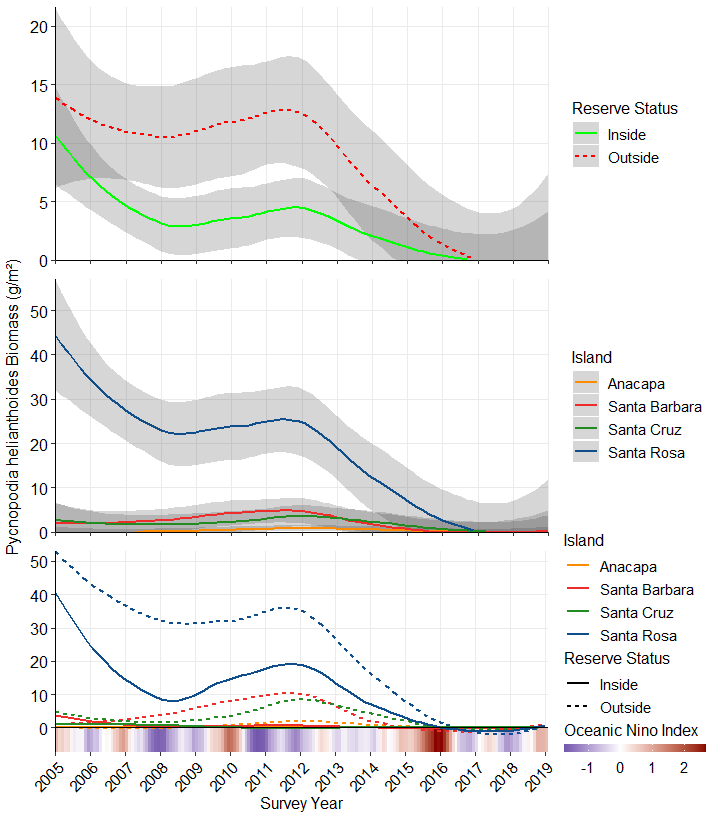 20
15
10
5
0
Reserve Status
Inside
Outside
Pycnopodia helianthoides Biomass (g/m²)
50
40
30
20
10
0
Island
Anacapa
Santa Barbara
Santa Cruz
Santa Rosa
50
40
30
20
10
0
Island
Anacapa
Santa Barbara
Santa Cruz
Santa Rosa
Reserve Status
Inside
Outside
Oceanic Nino Index
-1 0 1 2
2005 2006 2007 2008 2009 2010 2011 2012 2013 2014 2015 2016 2017 2018 2019
Survey Year